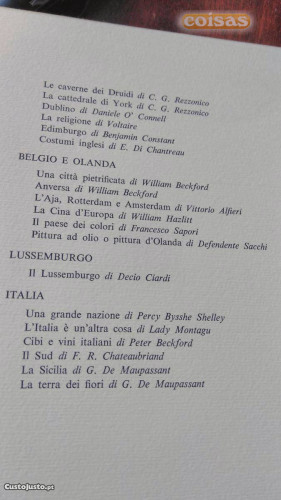 coisas
Le caverne dei Druidi di C. G. Rezzonico
La cattedrale di York di C. G. Rezzonico
Dublino di Daniele O' Connell
La religione di Voltaire
Edimburgo di Benjamin Constant
Costumi inglesi di E. Di Chantreau
BELGIO E OLANDA
Una città pietrificata di William Beckford
Anversa di William Beckford
L'Aja, Rotterdam e Amsterdam di Vittorio Alfieri
La Cina d'Europa di William Hazlitt
Il paese dei colori di Francesco Sapori
Pittura ad olio o pittura d'Olanda di Defendente Sacchi
LUSSEMBURGO
Il Lussemburgo di Decio Ciardi
ITALIA
Una grande nazione di Percy Bysshe Shelley
L'Italia è un'altra cosa di Lady Montagu
Cibi e vini italiani di Peter Beckford
Il Sud di F. R. Chateaubriand
La Sicilia di G. De Maupassant
La terra dei fiori di G. De Maupassant
CustoJusto.pt